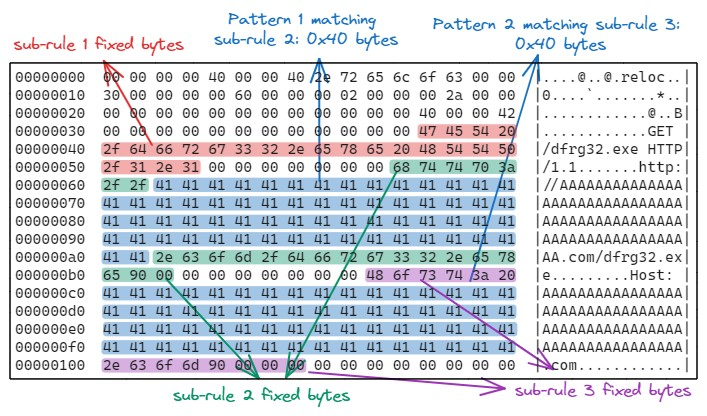 Pattern 1 matching
sub-rule 2: 0x40 bytes
Pattern 2 matching sub-rule 3:
0x40 bytes
sub-rule 1 fixed bytes
00000000 00 00 00 00 40 00 00 40 2e 72 65 6c 6f 63 00 00 |....@..@.reloc..|
00000010 30 00 00 00 00 60 00 00 00 02 00 00 00 2a 00 00 |0....`.......*..|
00000020 00 00 00 00 00 00 00 00 00 00 00 00 40 00 00 42 |............@..B|
00000030 00 00 00 00 00 00 00 00 00 00 00 00 47 45 54 20 |............GET |
00000040 2f 64 66 72 67 33 32 2e 65 78 65 20 48 54 54 50 |/dfrg32.exe HTTP|
00000050 2f 31 2e 31 00 00 00 00 00 00 00 68 74 74 70 3a |/1.1.......http:|
00000060 2f 2f 41 41 41 41 41 41 41 41 41 41 41 41 41 41 |//AAAAAAAAAAAAAA|
00000070 41 41 41 41 41 41 41 41 41 41 41 41 41 41 41 41 |AAAAAAAAAAAAAAAA|
00000080 41 41 41 41 41 41 41 41 41 41 41 41 41 41 41 41 |AAAAAAAAAAAAAAAA|
00000090 41 41 41 41 41 41 41 41 41 41 41 41 41 41 41 41 |AAAAAAAAAAAAAAAA|
000000a0 41 41 2e 63 6f 6d 2f 64 66 72 67 33 32 2e 65 78 |AA.com/dfrg32.ex|
000000b0 65 90 00 00 00 00 00 00 00 00 48 6f 73 74 3a 20 |e.........Host: |
000000c0 41 41 41 41 41 41 41 41 41 41 41 41 41 41 41 41 |AAAAAAAAAAAAAAAA|
000000d0 41 41 41 41 41 41 41 41 41 41 41 41 41 41 41 41 |AAAAAAAAAAAAAAAA|
000000e0 41 41 41 41 41 41 41 41 41 41 41 41 41 41 41 41 |AAAAAAAAAAAAAAAA|
000000f0 41 41 41 41 41 41 41 41 41 41 41 41 41 41 41 41 |AAAAAAAAAAAAAAAA|
00000100 2e 63 6f 6d 90 00 00 00 00 00 00 00 00 00 00 00 |.com............|
sub-rule 2 fixed bytes
sub-rule 3 fixed bytes